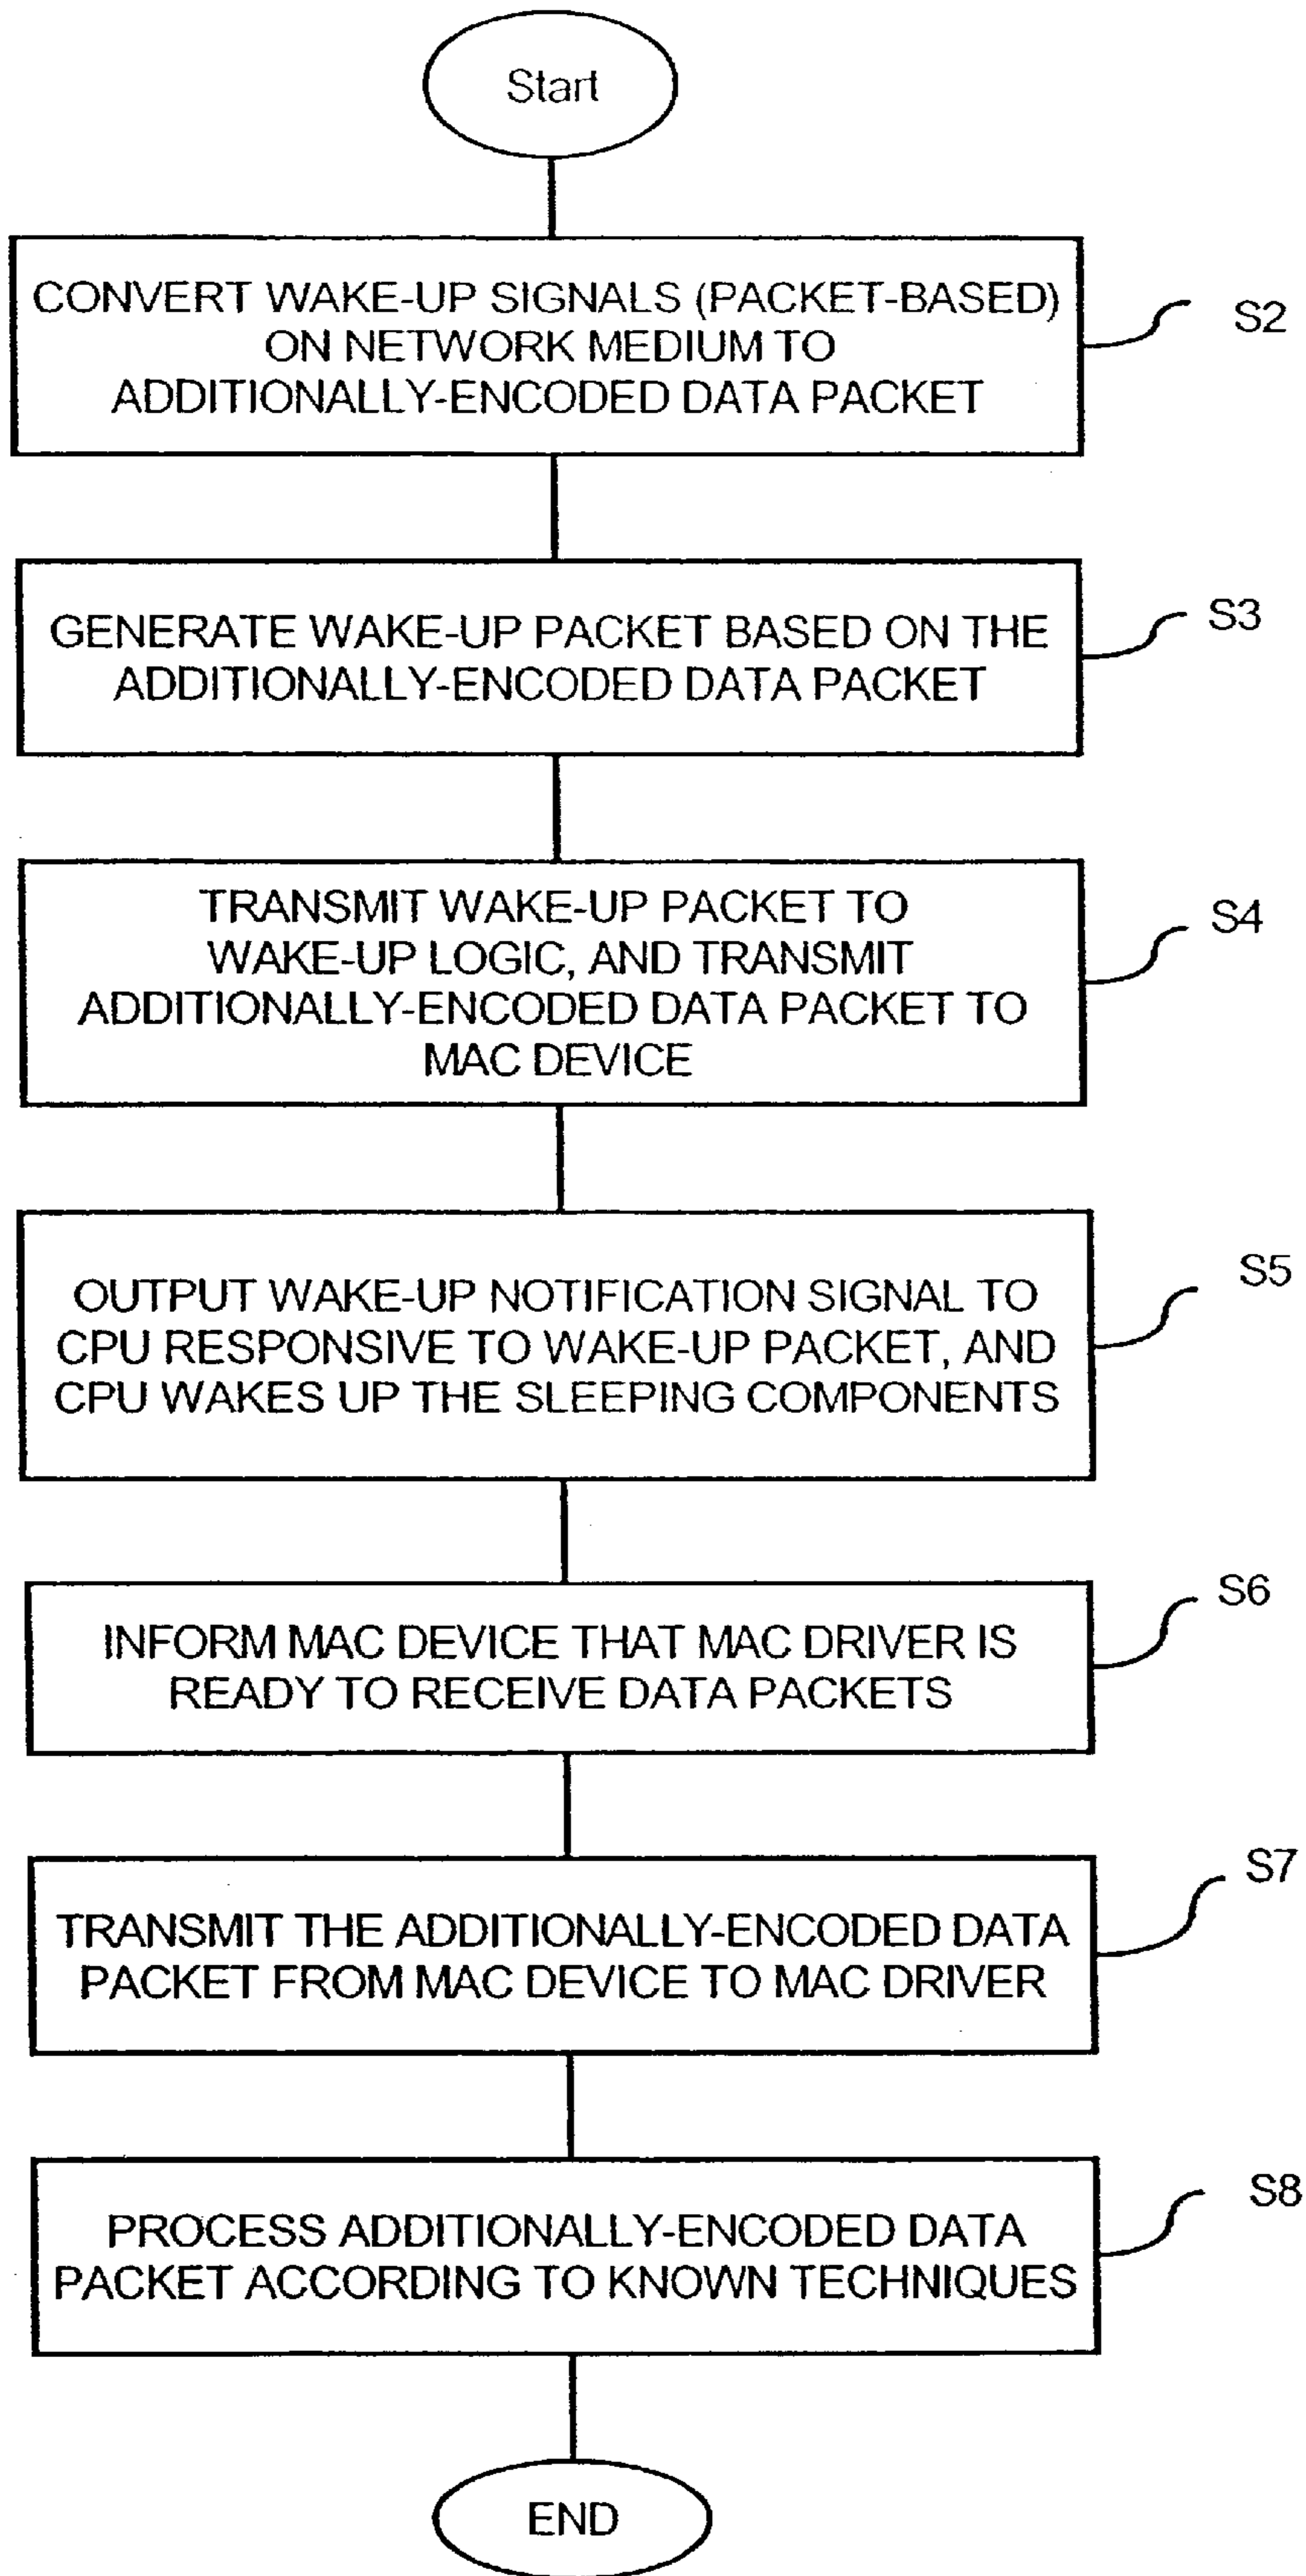 Start
CONVERT WAKE-UP SIGNALS (PACKET-BASED)
ON NETWORK MEDIUM TO
ADDITIONALLY-ENCODED DATA PACKET
S2
GENERATE WAKE-UP PACKET BASED ON THE
ADDITIONALLY-ENCODED DATA PACKET
S3
TRANSMIT WAKE-UP PACKET TO
WAKE-UP LOGIC, AND TRANSMIT
ADDITIONALLY-ENCODED DATA PACKET TO
MAC DEVICE
S4
OUTPUT WAKE-UP NOTIFICATION SIGNAL TO
CPU RESPONSIVE TO WAKE-UP PACKET, AND
CPU WAKES UP THE SLEEPING COMPONENTS
S5
INFORM MAC DEVICE THAT MAC DRIVER IS
READY TO RECEIVE DATA PACKETS
S6
TRANSMIT THE ADDITIONALLY-ENCODED DATA
PACKET FROM MAC DEVICE TO MAC DRIVER
S7
PROCESS ADDITIONALLY-ENCODED DATA
PACKET ACCORDING TO KNOWN TECHNIQUES
S8
END